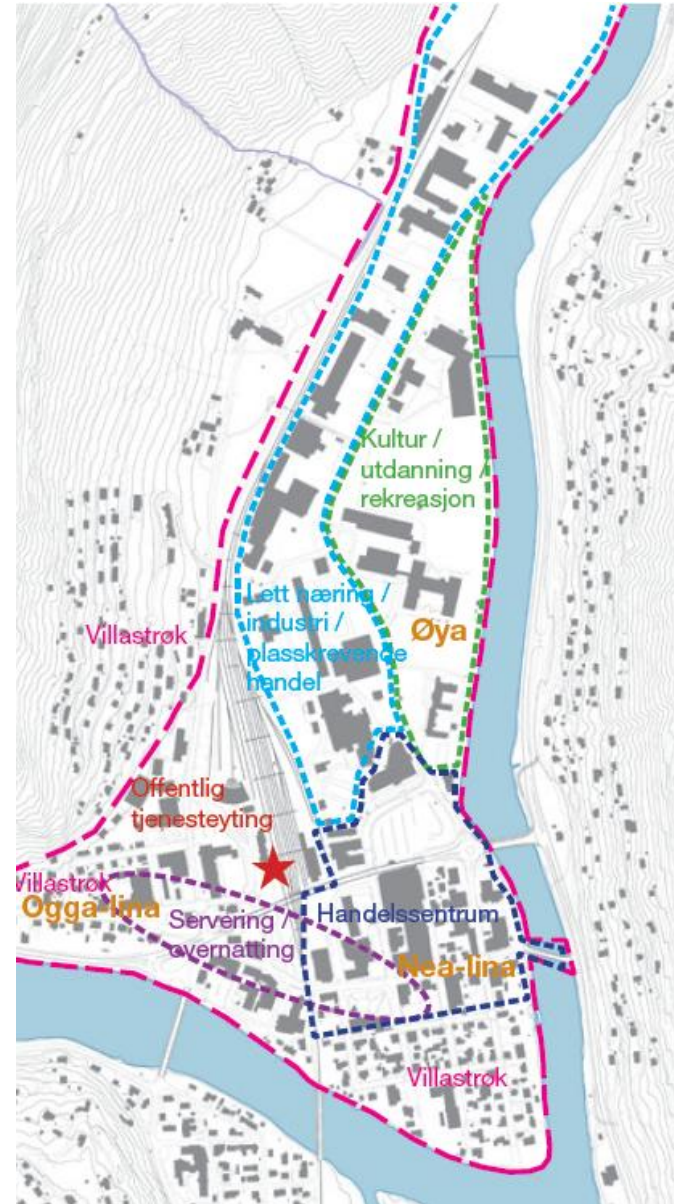 Kultur /
utdanning /
rekreasjon
Lett næring /
industri /
plasskrevende
handel
Øya
Villastrøk
Offentlig
tjenesteyting
Villastrøk
Ogga-lina
Servering /
overnatting
Handelssentrum
Nea-lina
Villastrøk